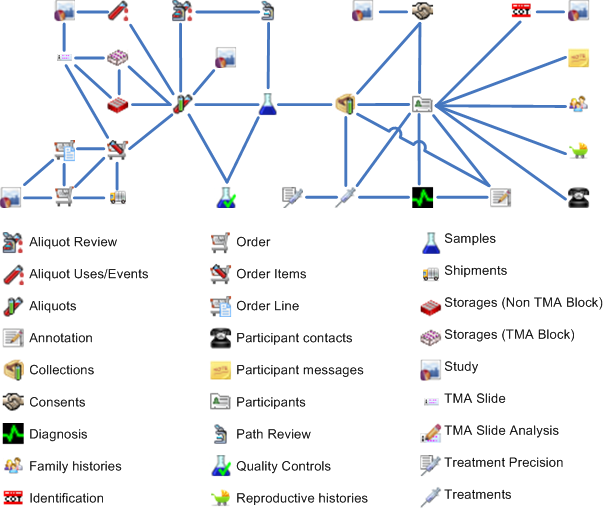 Aliquot Review
Aliquot Uses/Events
Aliquots
Annotation
Collections
Consents
Diagnosis
Family histories
Identification
Order
Order Items
Order Line
Participant contacts
Participant messages
Participants
Path Review
Quality Controls
Reproductive histories
Samples
Shipments
Storages (Non TMA Block)
Storages (TMA Block)
Study
TMA Slide
TMA Slide Analysis
Treatment Precision
Treatments